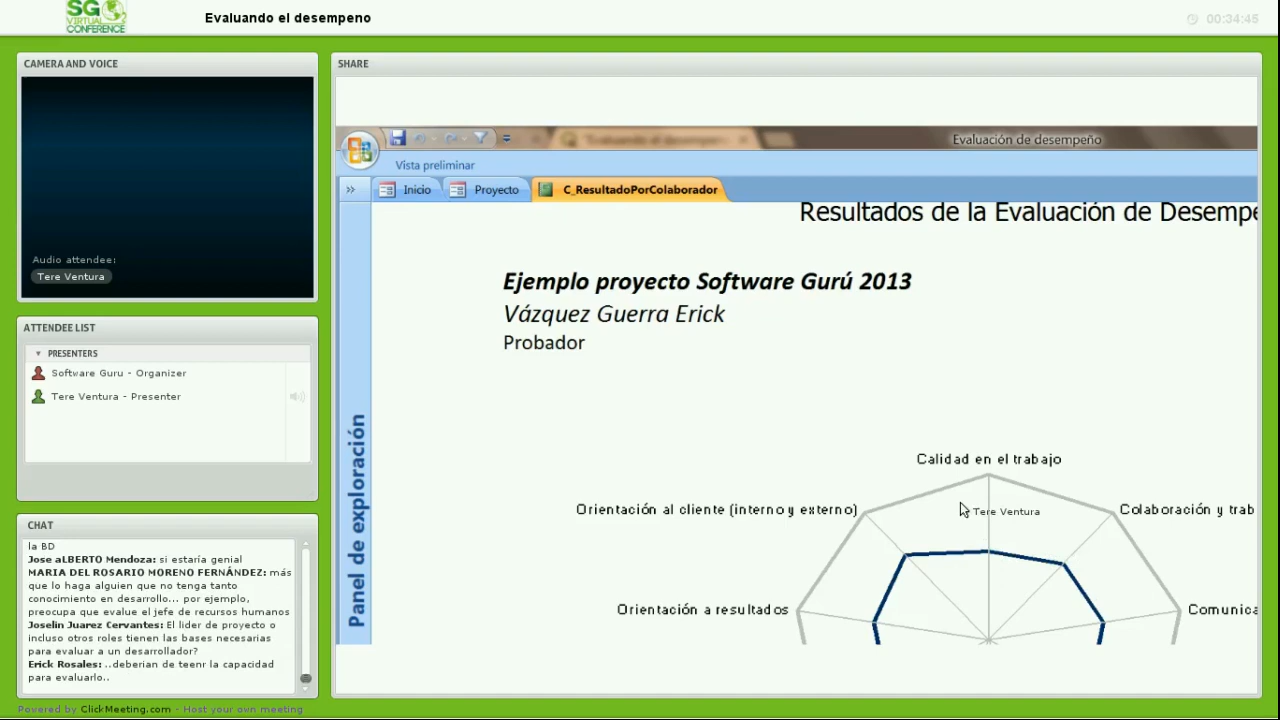 SG
VIRTUAL
CONFERENCE
Evaluando el desempeno
00:34:45
CAMERA AND VOICE
Audio attendee:
Tere Ventura
ATTENDEE LIST
PRESENTERS
Software Guru - Organizer
Tere Ventura - Presenter
CHAT
la BD
Jose aLBERTO Mendoza: si estaría genial
MARIA DEL ROSARIO MORENO FERNÁNDEZ: más
que lo haga alguien que no tenga tanto
conocimiento en desarrollo... por ejemplo,
preocupa que evalue el jefe de recursos humanos
Joselin Juarez Cervantes: El lider de proyecto o
incluso otros roles tienen las bases necesarias
para evaluar a un desarrollador?
Erick Rosales: ..deberian de teenr la capacidad
para evaluarlo..
Powered by ClickMeeting.com - Host your own meeting
SHARE
Evaluación de desempeño
Vista preliminar
»
Inicio
Proyecto
C_ResultadoPorColaborador
Panel de exploración
Resultados de la Evaluación de Desempe
Ejemplo proyecto Software Gurú 2013
Vázquez Guerra Erick
Probador
Calidad en el trabajo
Orientación al cliente (interno y externo)
Tere Ventura
Colaboración y trab
Orientación a resultados
Comunica